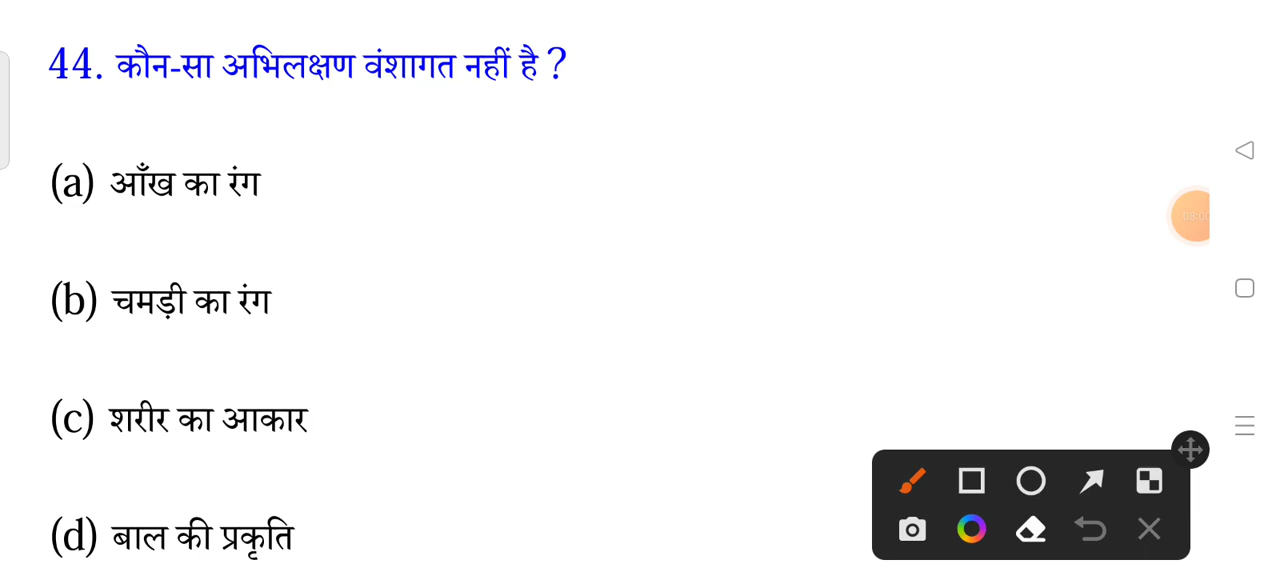 44. कौन-सा अभिलक्षण वंशागत नहीं है ?
(a) आँख का रंग
(b) चमड़ी का रंग
(c) शरीर का आकार
(d) बाल की प्रकृति